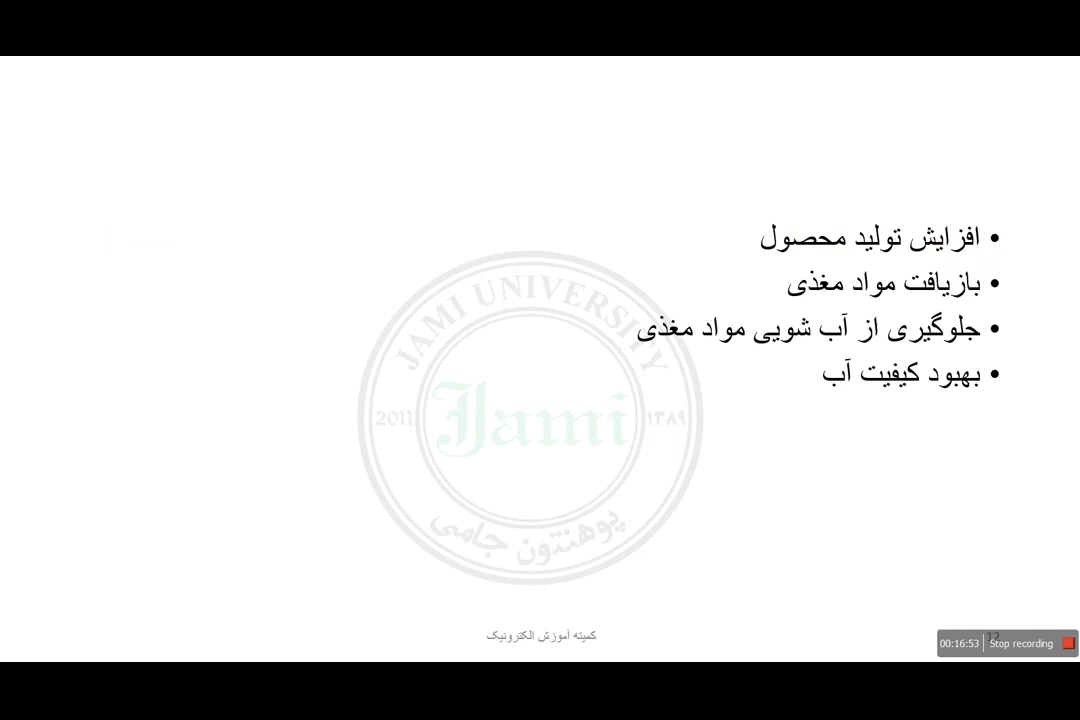 • افزایش تولید محصول
• بازیافت مواد مغذی
• جلوگیری از آب شویی مواد مغذی
• بهبود کیفیت آب
JAMI UNIVERSITY
2011
Jami
۱۳۸۹
پوهنتون جامی
کمیته آموزش الکترونیک
12
00:16:53 Stop recording